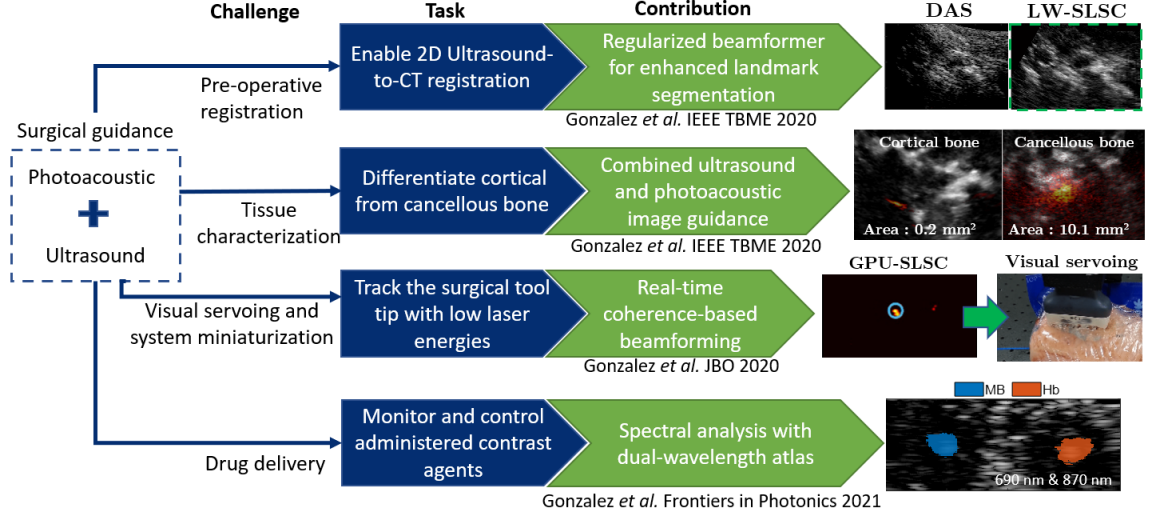 Challenge
Task
Contribution
DAS
LW-SLSC
Enable 2D Ultrasound-
to-CT registration
Regularized beamformer
for enhanced landmark
segmentation
Pre-operative
registration
Gonzalez et al. IEEE TBME 2020
Surgical guidance
Photoacoustic
+
Ultrasound
Differentiate cortical
from cancellous bone
Combined ultrasound
and photoacoustic
image guidance
Cortical bone
Area : 0.2 mm²
Cancellous bone
Area : 10.1 mm²
Tissue
characterization
Gonzalez et al. IEEE TBME 2020
GPU-SLSC
Visual servoing
Track the surgical tool
tip with low laser
energies
Real-time
coherence-based
beamforming
Visual servoing and
system miniaturization
Gonzalez et al. JBO 2020
MB
Hb
Monitor and control
administered contrast
agents
Spectral analysis with
dual-wavelength atlas
690 nm & 870 nm
Drug delivery
Gonzalez et al. Frontiers in Photonics 2021